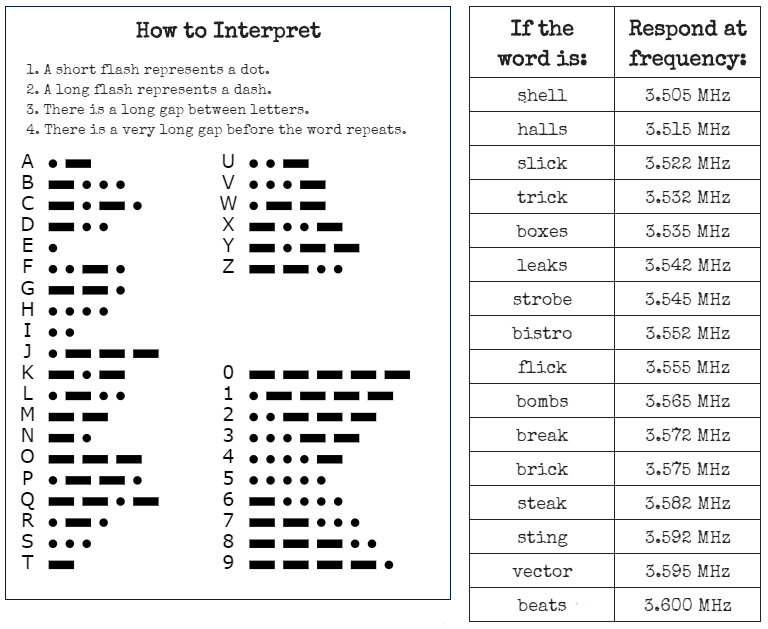 How to Interpret
1. A short flash represents a dot.
2. A long flash represents a dash.
3. There is a long gap between letters.
4. There is a very long gap before the word repeats.
A
B
C
D
E
F
G
H
I
J
K
L
M
N
O
P
Q
R
S
T
U
V
W
X
Y
Z
0
1
2
3
4
5
6
7
8
9
If the word is: Respond at frequency:
shell 3.505 MHz
halls 3.515 MHz
slick 3.522 MHz
trick 3.532 MHz
boxes 3.535 MHz
leaks 3.542 MHz
strobe 3.545 MHz
bistro 3.552 MHz
flick 3.555 MHz
bombs 3.565 MHz
break 3.572 MHz
brick 3.575 MHz
steak 3.582 MHz
sting 3.592 MHz
vector 3.595 MHz
beats 3.600 MHz